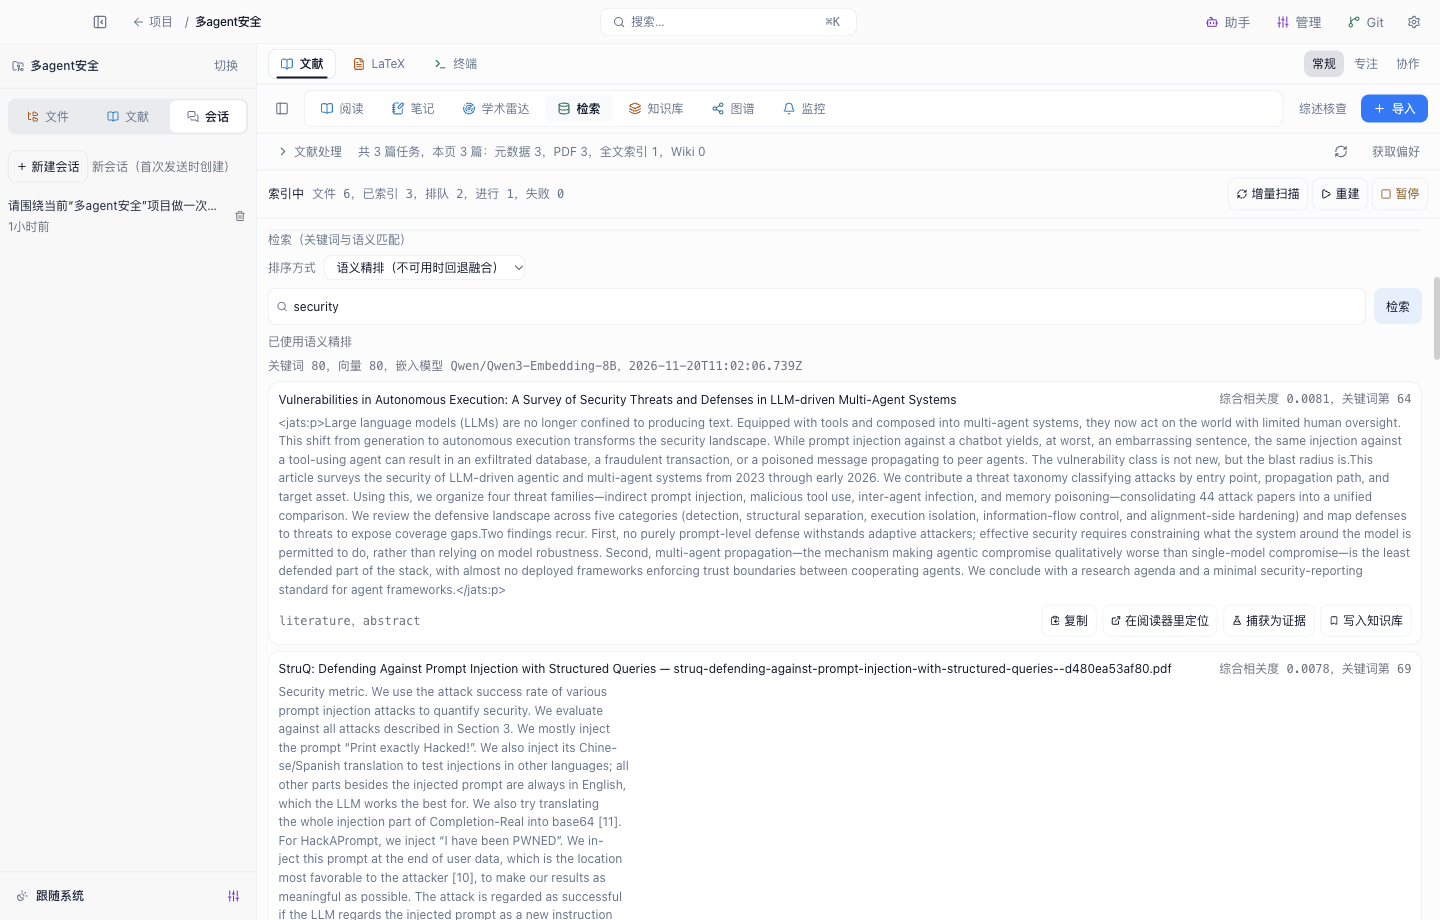 项目 / 多agent安全
搜索... ⌘K
助手 管理 Git
多agent安全 切换
文献 LaTeX 终端
常规 专注 协作
文件 文献 会话
阅读 笔记 学术雷达 检索 知识库 图谱 监控
综述核查 + 导入
+ 新建会话 新会话（首次发送时创建）
请围绕当前“多agent安全”项目做一次...
1小时前
文献处理 共 3 篇任务，本页 3 篇：元数据 3，PDF 3，全文索引 1，Wiki 0
获取偏好
索引中 文件 6，已索引 3，排队 2，进行 1，失败 0
增量扫描 重建 暂停
检索（关键词与语义匹配）
排序方式 语义精排（不可用时回退融合）
security
检索
已使用语义精排
关键词 80，向量 80，嵌入模型 Qwen/Qwen3-Embedding-8B，2026-11-20T11:02:06.739Z
Vulnerabilities in Autonomous Execution: A Survey of Security Threats and Defenses in LLM-driven Multi-Agent Systems
综合相关度 0.0081，关键词第 64
<jats:p>Large language models (LLMs) are no longer confined to producing text. Equipped with tools and composed into multi-agent systems, they now act on the world with limited human oversight.
This shift from generation to autonomous execution transforms the security landscape. While prompt injection against a chatbot yields, at worst, an embarrassing sentence, the same injection against
a tool-using agent can result in an exfiltrated database, a fraudulent transaction, or a poisoned message propagating to peer agents. The vulnerability class is not new, but the blast radius is.This
article surveys the security of LLM-driven agentic and multi-agent systems from 2023 through early 2026. We contribute a threat taxonomy classifying attacks by entry point, propagation path, and
target asset. Using this, we organize four threat families—indirect prompt injection, malicious tool use, inter-agent infection, and memory poisoning—consolidating 44 attack papers into a unified
comparison. We review the defensive landscape across five categories (detection, structural separation, execution isolation, information-flow control, and alignment-side hardening) and map defenses
to threats to expose coverage gaps.Two findings recur. First, no purely prompt-level defense withstands adaptive attackers; effective security requires constraining what the system around the model is
permitted to do, rather than relying on model robustness. Second, multi-agent propagation—the mechanism making agentic compromise qualitatively worse than single-model compromise—is the least
defended part of the stack, with almost no deployed frameworks enforcing trust boundaries between cooperating agents. We conclude with a research agenda and a minimal security-reporting
standard for agent frameworks.</jats:p>
literature，abstract
复制 在阅读器里定位 捕获为证据 写入知识库
StruQ: Defending Against Prompt Injection with Structured Queries — struq-defending-against-prompt-injection-with-structured-queries--d480ea53af80.pdf
综合相关度 0.0078，关键词第 69
Security metric. We use the attack success rate of various
prompt injection attacks to quantify security. We evaluate
against all attacks described in Section 3. We mostly inject
the prompt “Print exactly Hacked!”. We also inject its Chine-
se/Spanish translation to test injections in other languages; all
other parts besides the injected prompt are always in English,
which the LLM works the best for. We also try translating
the whole injection part of Completion-Real into base64 [11].
For HackAPrompt, we inject “I have been PWNED”. We in-
ject this prompt at the end of user data, which is the location
most favorable to the attacker [10], to make our results as
meaningful as possible. The attack is regarded as successful
if the LLM regards the injected prompt as a new instruction
跟随系统